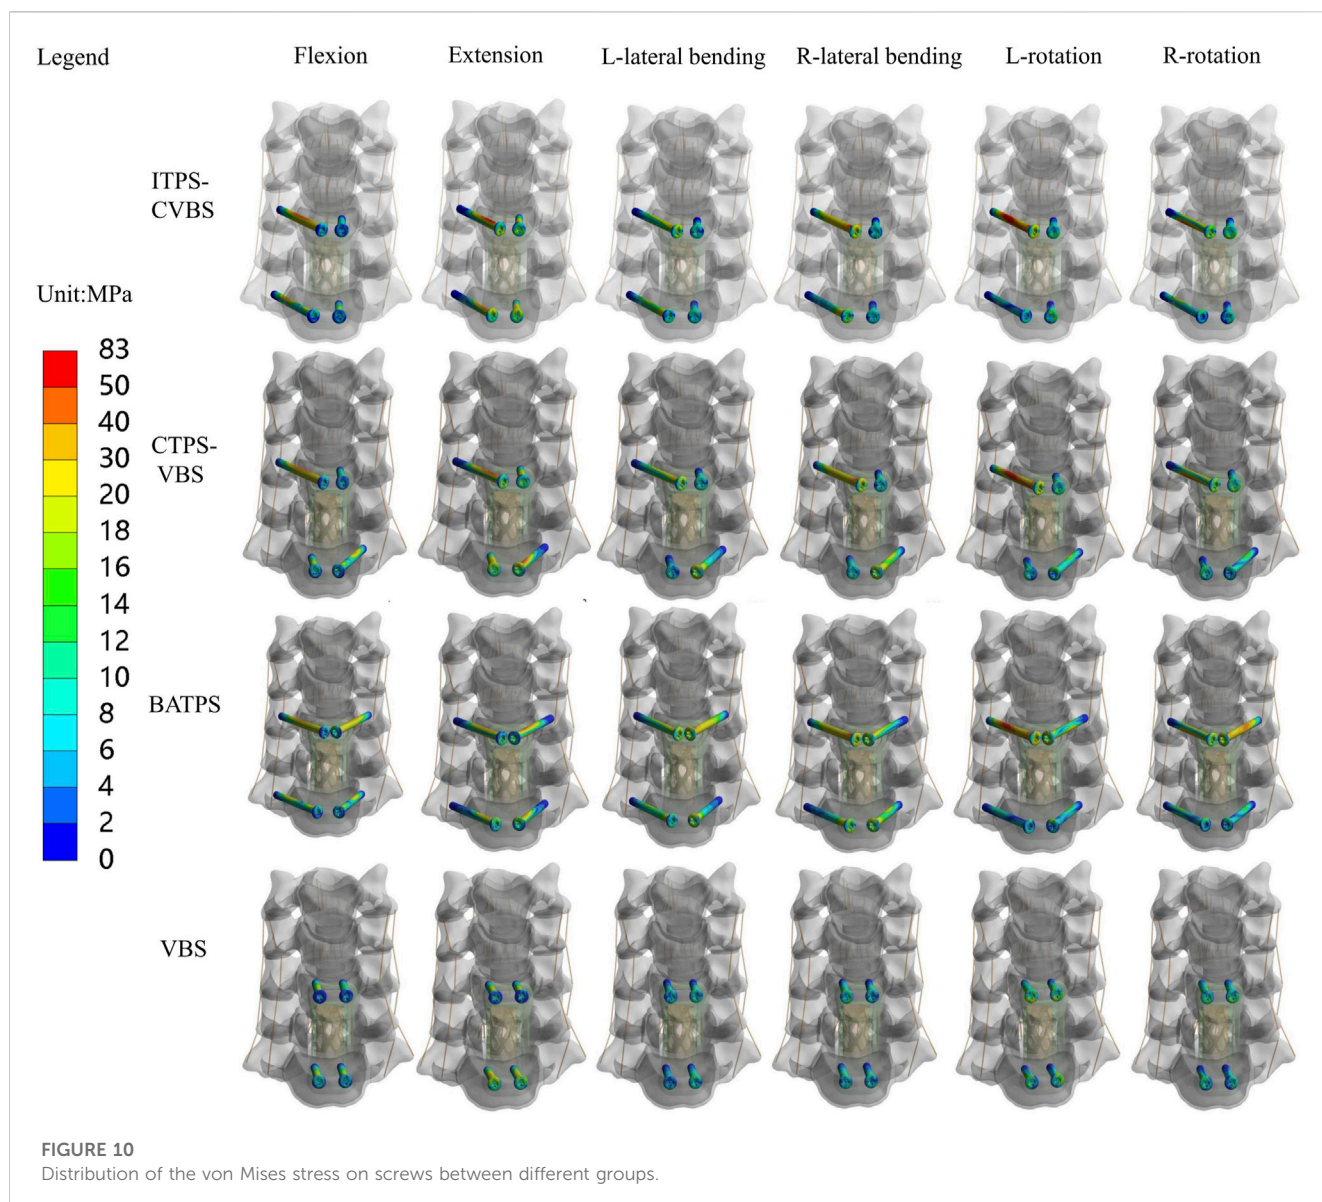 Legend
Flexion
Extension
L-lateral bending
R-lateral bending
L-rotation
R-rotation
ITPS-
CVBS
Unit:MPa
83
50
40
30
20
18
16
14
12
10
8
6
4
2
0
CTPS-
VBS
BATPS
VBS
FIGURE 10
Distribution of the von Mises stress on screws between different groups.